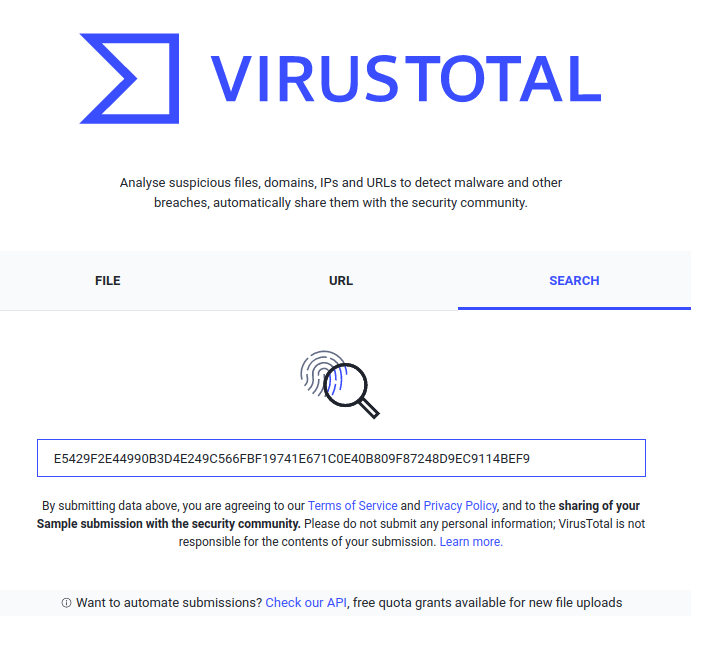 VIRUSTOTAL
Analyse suspicious files, domains, IPs and URLs to detect malware and other
breaches, automatically share them with the security community.
FILE URL SEARCH
E5429F2E44990B3D4E249C566FBF19741E671C0E40B809F87248D9EC9114BEF9
By submitting data above, you are agreeing to our Terms of Service and Privacy Policy, and to the sharing of your
Sample submission with the security community. Please do not submit any personal information; VirusTotal is not
responsible for the contents of your submission. Learn more.
Want to automate submissions? Check our API, free quota grants available for new file uploads